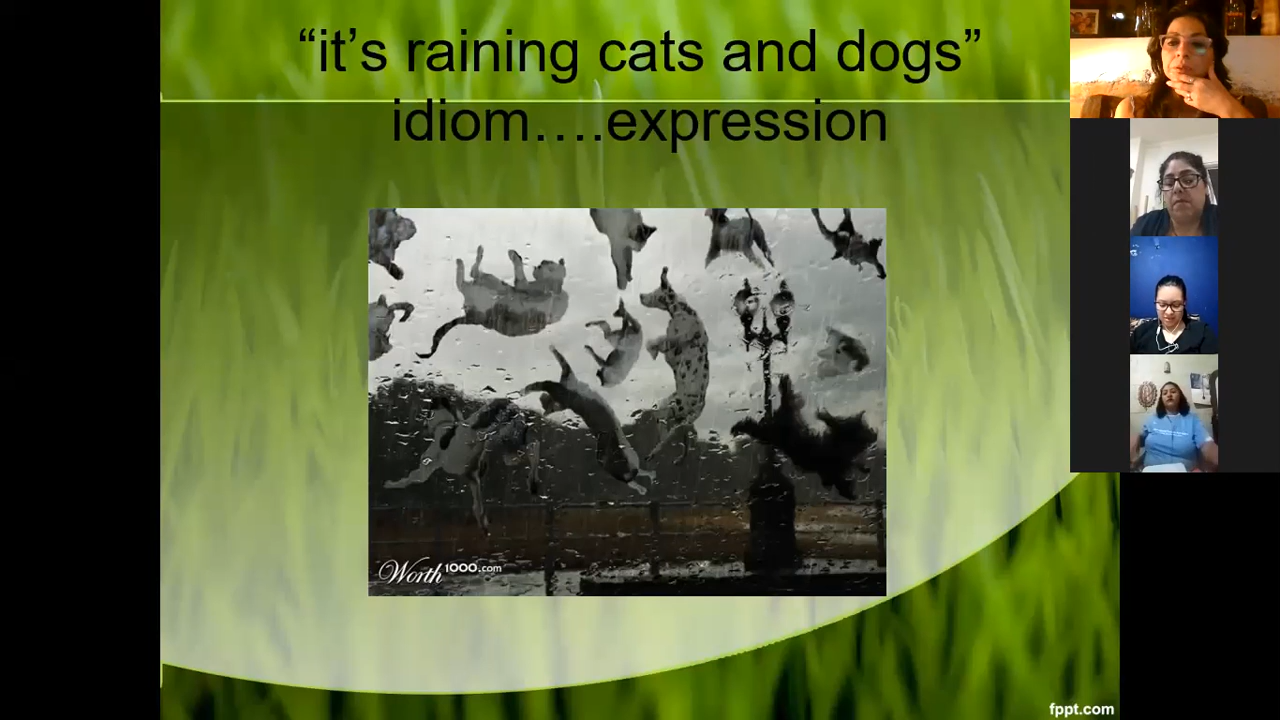 “it’s raining cats and dogs”
idiom….expression
Worth1000.com
fppt.com